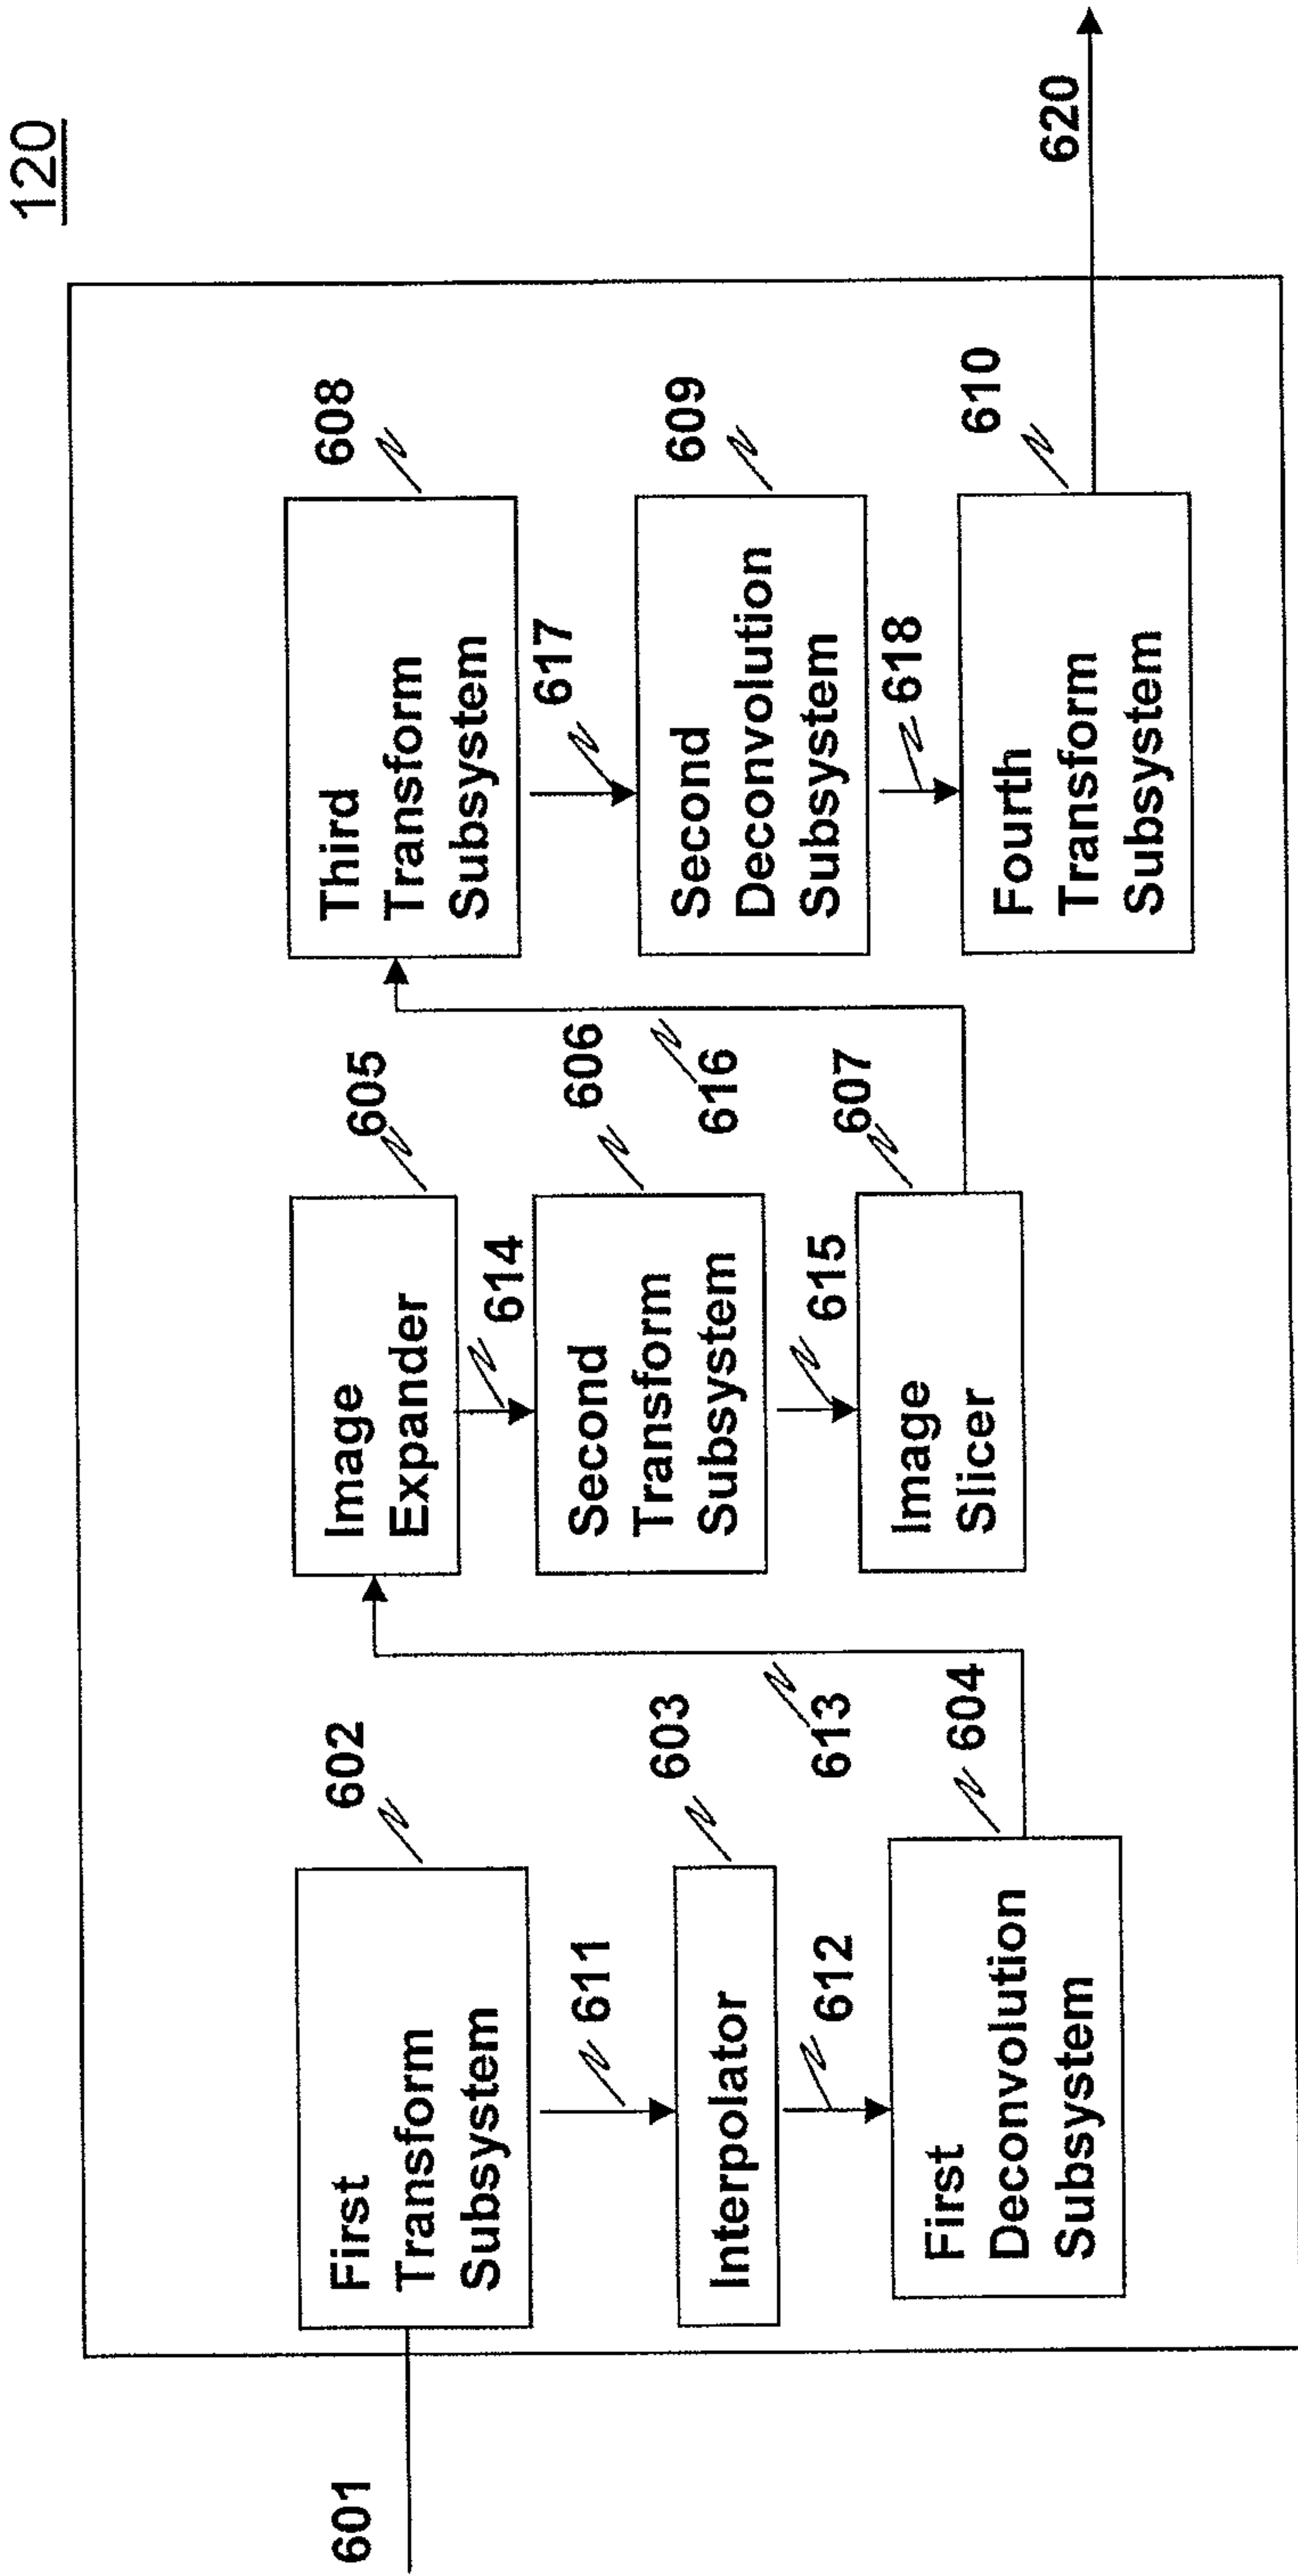 120
601
First
Transform
Subsystem
602
611
Interpolator
603
612
First
Deconvolution
Subsystem
604
613
Image
Expander
605
614
Second
Transform
Subsystem
606
615
Image
Slicer
607
616
Third
Transform
Subsystem
608
617
Second
Deconvolution
Subsystem
609
618
Fourth
Transform
Subsystem
610
620